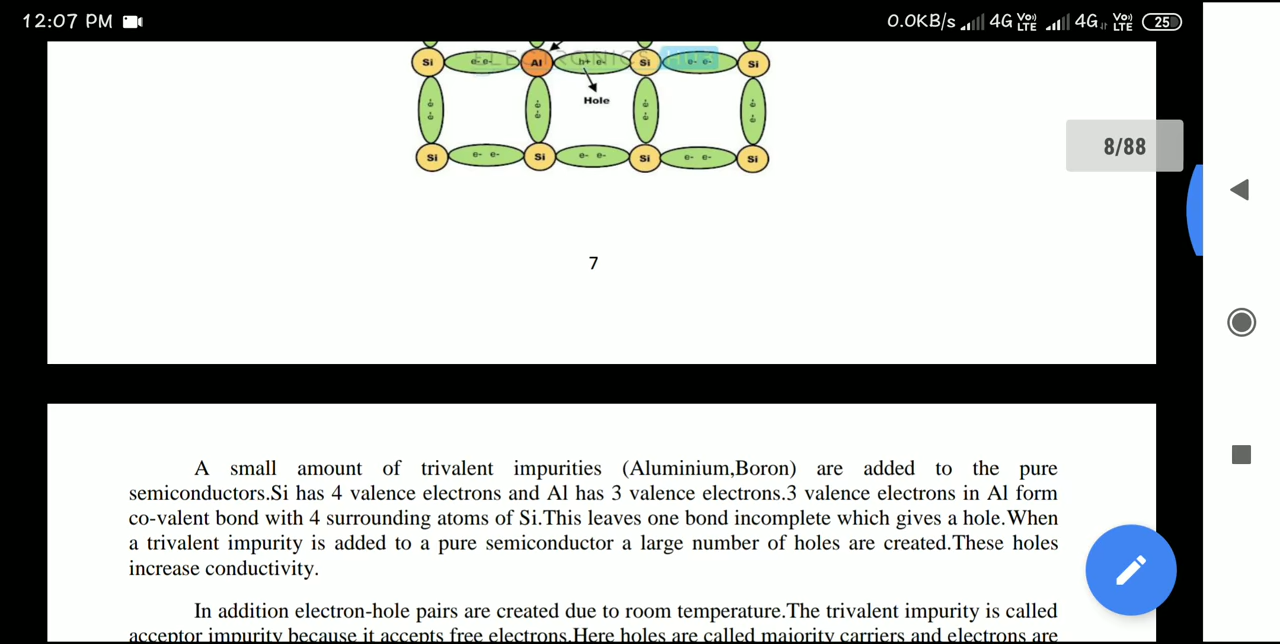 12:07 PM 0.0KB/s 4G Vo) LTE 4G Vo) LTE 25
ELECTRONICS
Si e- e- Al h+ e- Si e- e- Si
Hole
Si e- e- Si e- e- Si e- e- Si
8/88
7
A small amount of trivalent impurities (Aluminium,Boron) are added to the pure
semiconductors.Si has 4 valence electrons and Al has 3 valence electrons.3 valence electrons in Al form
co-valent bond with 4 surrounding atoms of Si.This leaves one bond incomplete which gives a hole.When
a trivalent impurity is added to a pure semiconductor a large number of holes are created.These holes
increase conductivity.
In addition electron-hole pairs are created due to room temperature.The trivalent impurity is called
acceptor impurity because it accepts free electrons.Here holes are called majority carriers and electrons are